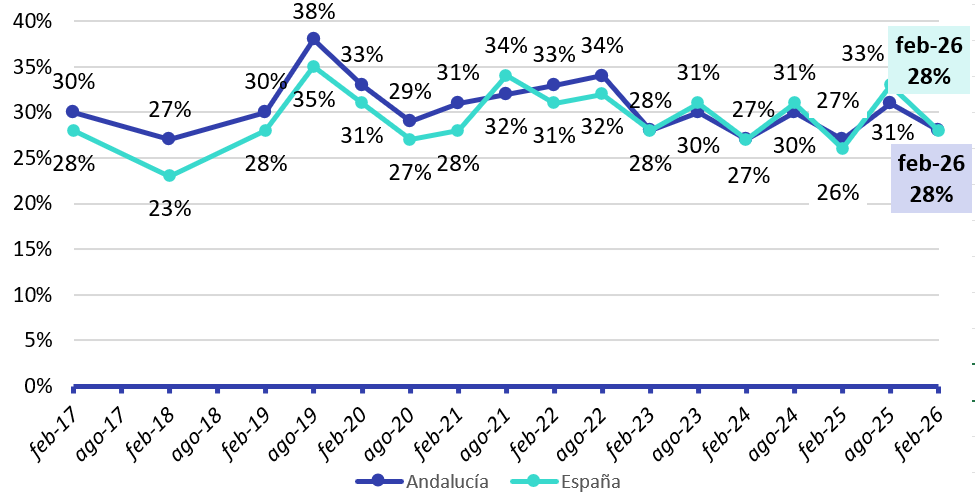 40%
35%
30%
25%
20%
15%
10%
5%
0%
30%
28%
27%
23%
30%
28%
38%
35%
33%
31%
29%
27%
31%
28%
34%
32%
33%
31%
34%
32%
28%
28%
31%
30%
27%
27%
31%
30%
27%
26%
33%
31%
feb-26
28%
feb-26
28%
feb-17
ago-17
feb-18
ago-18
feb-19
ago-19
feb-20
ago-20
feb-21
ago-21
feb-22
ago-22
feb-23
ago-23
feb-24
ago-24
feb-25
ago-25
feb-26
Andalucía
España